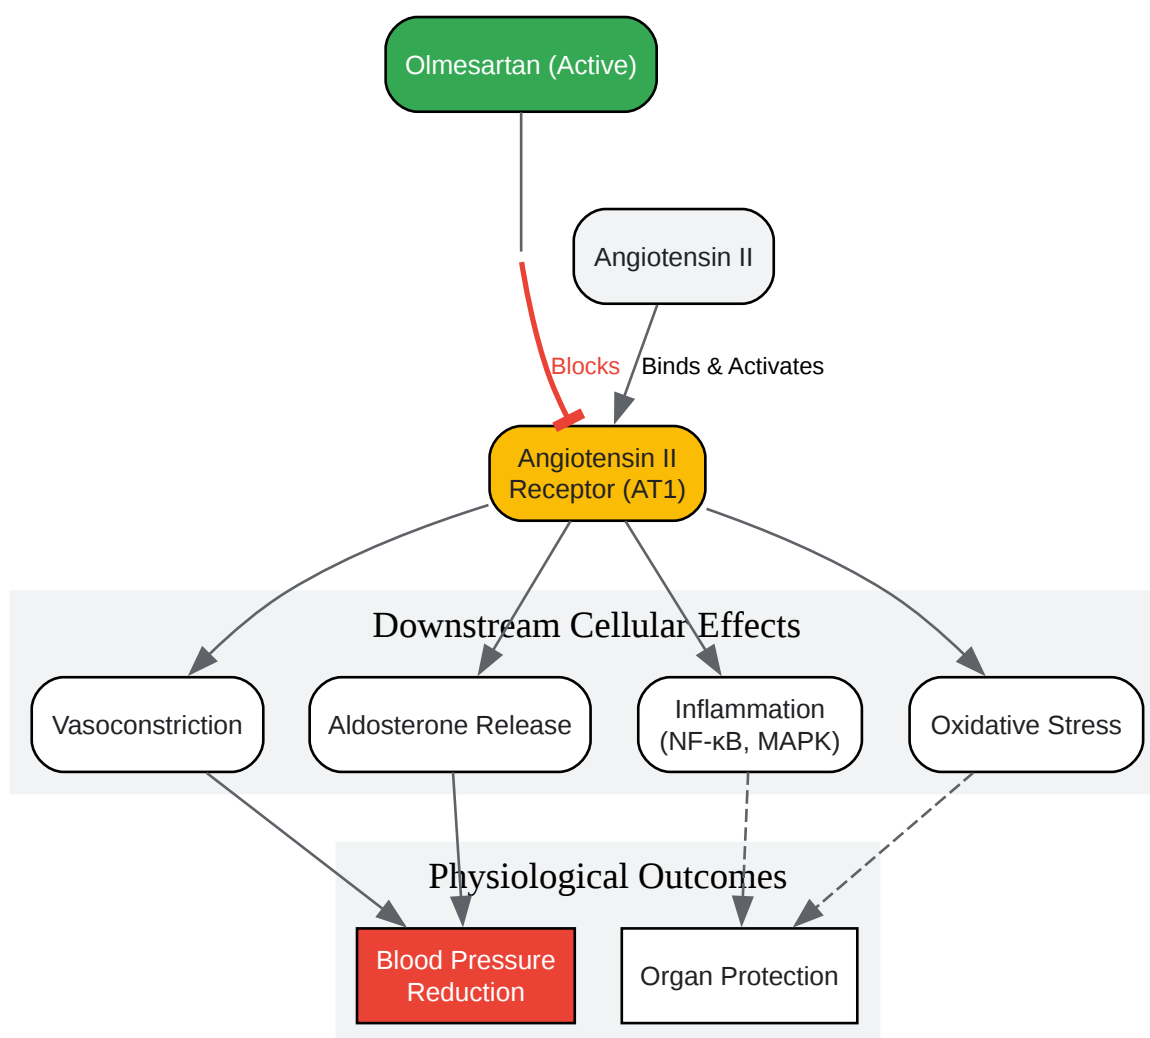 Olmesartan (Active)
Angiotensin II
Blocks
Binds & Activates
Angiotensin II
Receptor (AT1)
Downstream Cellular Effects
Vasoconstriction
Aldosterone Release
Inflammation
(NF-κB, MAPK)
Oxidative Stress
Physiological Outcomes
Blood Pressure
Reduction
Organ Protection